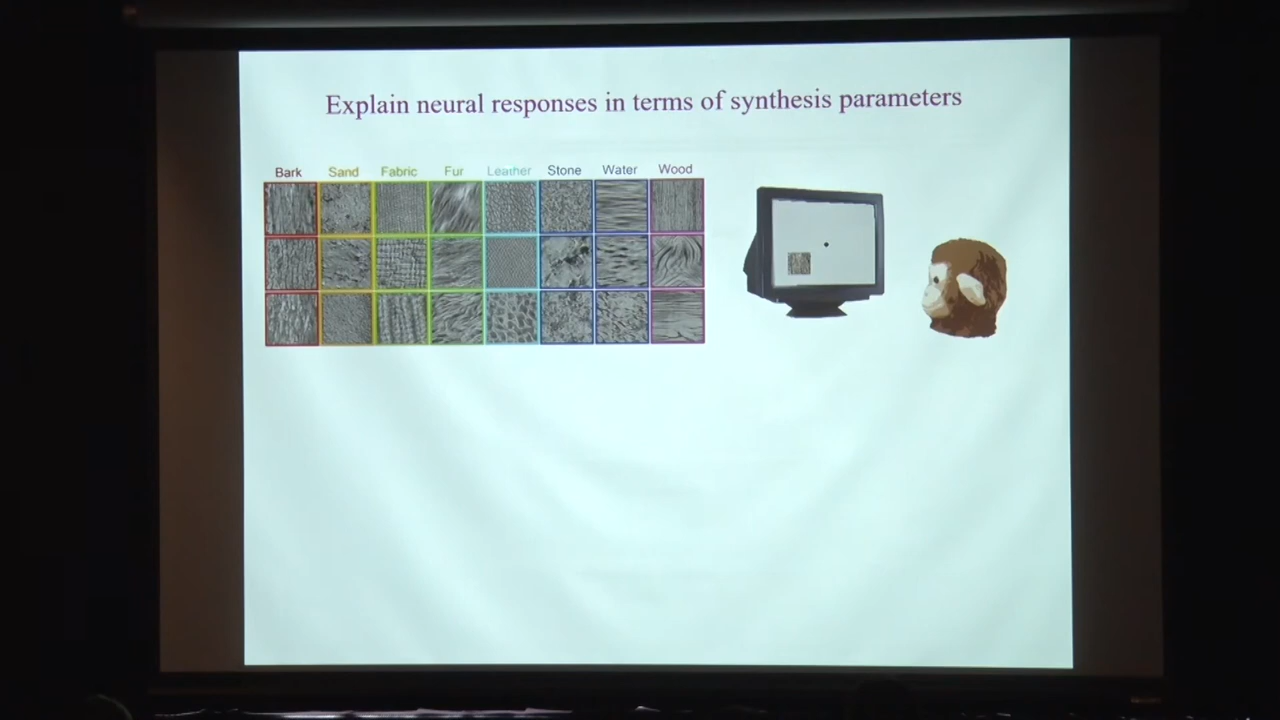 Explain neural responses in terms of synthesis parameters
Bark Sand Fabric Fur Leather Stone Water Wood